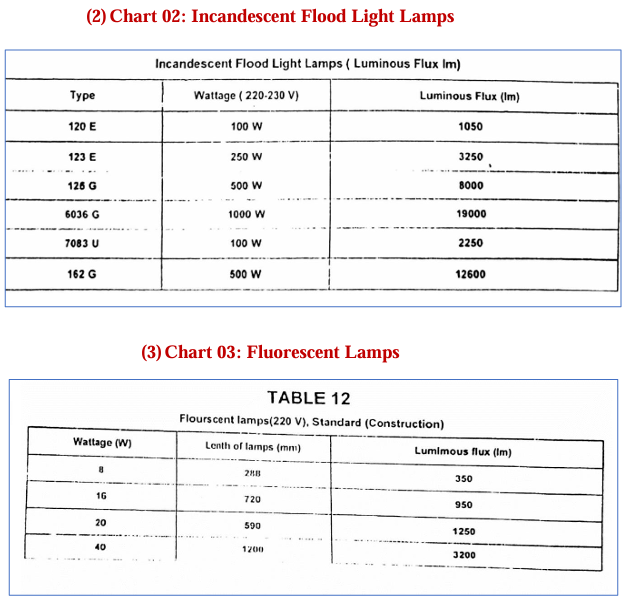 (2) Chart 02: Incandescent Flood Light Lamps
Incandescent Flood Light Lamps ( Luminous Flux lm)
Type Wattage ( 220-230 V) Luminous Flux (lm)
120 E 100 W 1050
123 E 250 W 3250
126 G 500 W 8000
6036 G 1000 W 19000
7083 U 100 W 2250
162 G 500 W 12600
(3) Chart 03: Fluorescent Lamps
TABLE 12
Flourscent lamps(220 V), Standard (Construction)
Wattage (W) Lenth of lamps (mm) Lumimous flux (lm)
8 288 350
16 720 950
20 590 1250
40 1200 3200